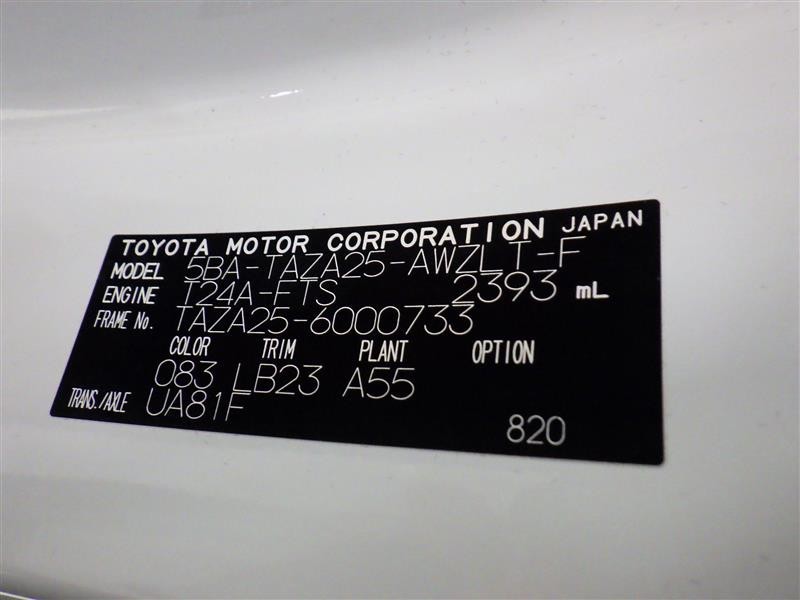 TOYOTA MOTOR CORPORATION JAPAN
MODEL 5BA-TAZA25-AWZLT-F
ENGINE T24A-FTS 2393 mL
FRAME No. TAZA25-6000733
COLOR TRIM PLANT OPTION
083 LB23 A55
TRANS./AXLE UA81F
820